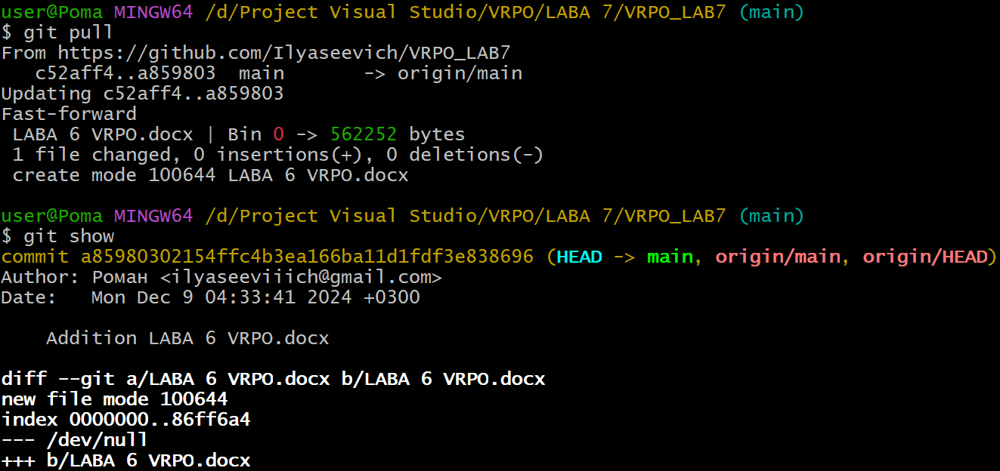 user@Poma MINGW64 /d/Project Visual Studio/VRPO/LABA 7/VRPO_LAB7 (main)
$ git pull
From https://github.com/Ilyaseevich/VRPO_LAB7
   c52aff4..a859803  main       -> origin/main
Updating c52aff4..a859803
Fast-forward
 LABA 6 VRPO.docx | Bin 0 -> 562252 bytes
 1 file changed, 0 insertions(+), 0 deletions(-)
 create mode 100644 LABA 6 VRPO.docx
user@Poma MINGW64 /d/Project Visual Studio/VRPO/LABA 7/VRPO_LAB7 (main)
$ git show
commit a85980302154ffc4b3ea166ba11d1fdf3e838696 (HEAD -> main, origin/main, origin/HEAD)
Author: Роман <ilyaseeviiich@gmail.com>
Date:   Mon Dec 9 04:33:41 2024 +0300
    Addition LABA 6 VRPO.docx
diff --git a/LABA 6 VRPO.docx b/LABA 6 VRPO.docx
new file mode 100644
index 0000000..86ff6a4
--- /dev/null
+++ b/LABA 6 VRPO.docx